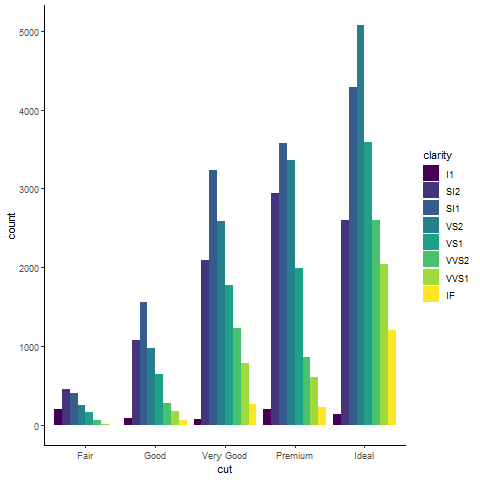 5000
4000
3000
2000
1000
0
count
Fair Good Very Good Premium Ideal
cut
clarity
I1
SI2
SI1
VS2
VS1
VVS2
VVS1
IF